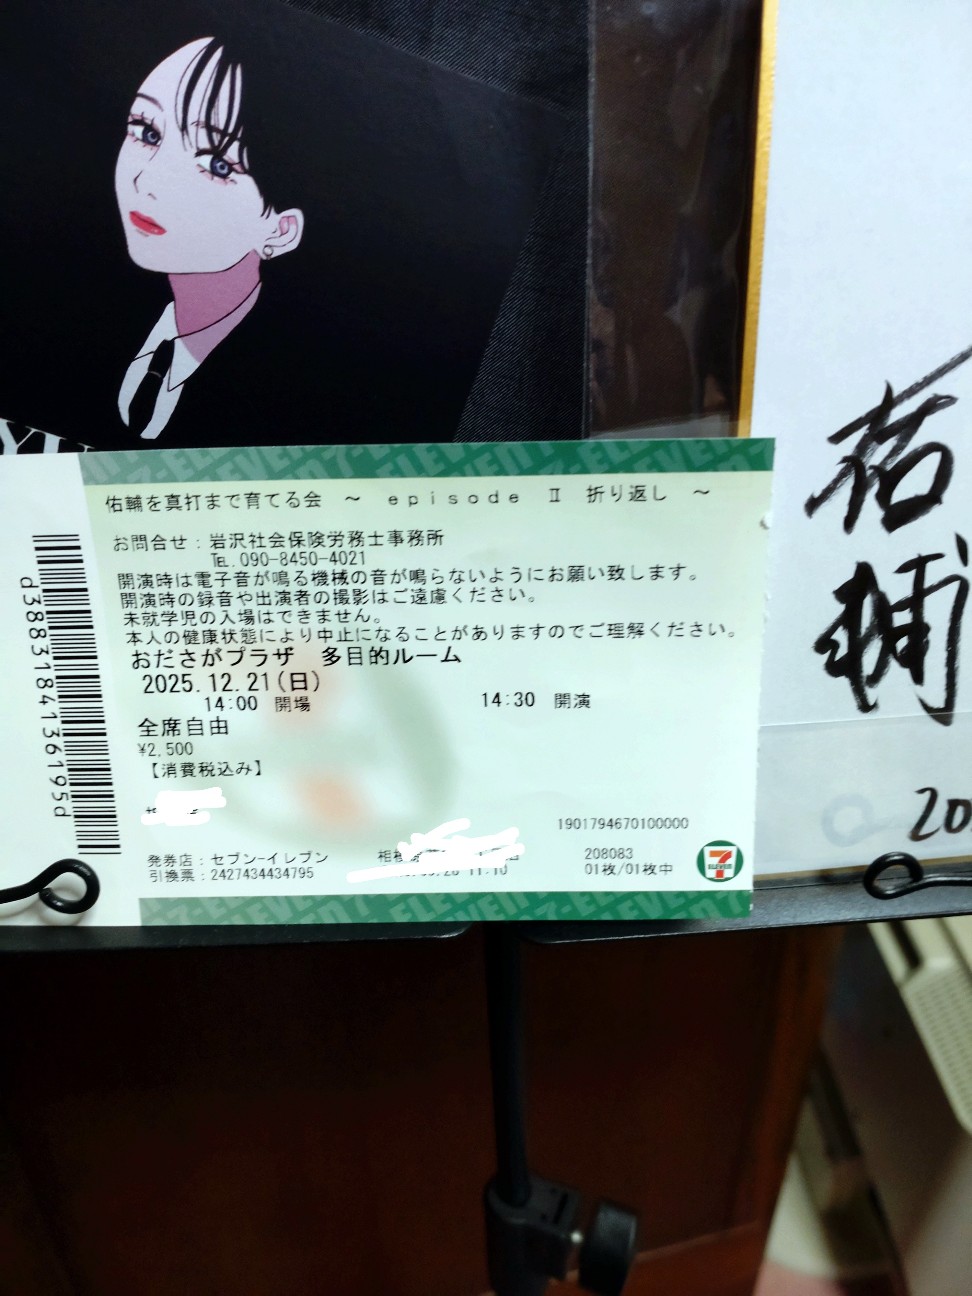 佑輔を真打まで育てる会 ～ episode Ⅱ 折り返し ～
お問合せ：岩沢社会保険労務士事務所
℡.090-8450-4021
開演時は電子音が鳴る機械の音が鳴らないようにお願い致します。
開演時の録音や出演者の撮影はご遠慮ください。
未就学児の入場はできません。
本人の健康状態により中止になることがありますのでご理解ください。
おださがプラザ 多目的ルーム
2025.12.21(日)
14:00 開場 14:30 開演
全席自由
¥2,500
【消費税込み】
1901794670100000
発券店：セブン-イレブン 208083
引換票：2427434434795 01枚/01枚中
7
ELEVEN
7-ELEVEN
d3883184136195d
佑輔
20